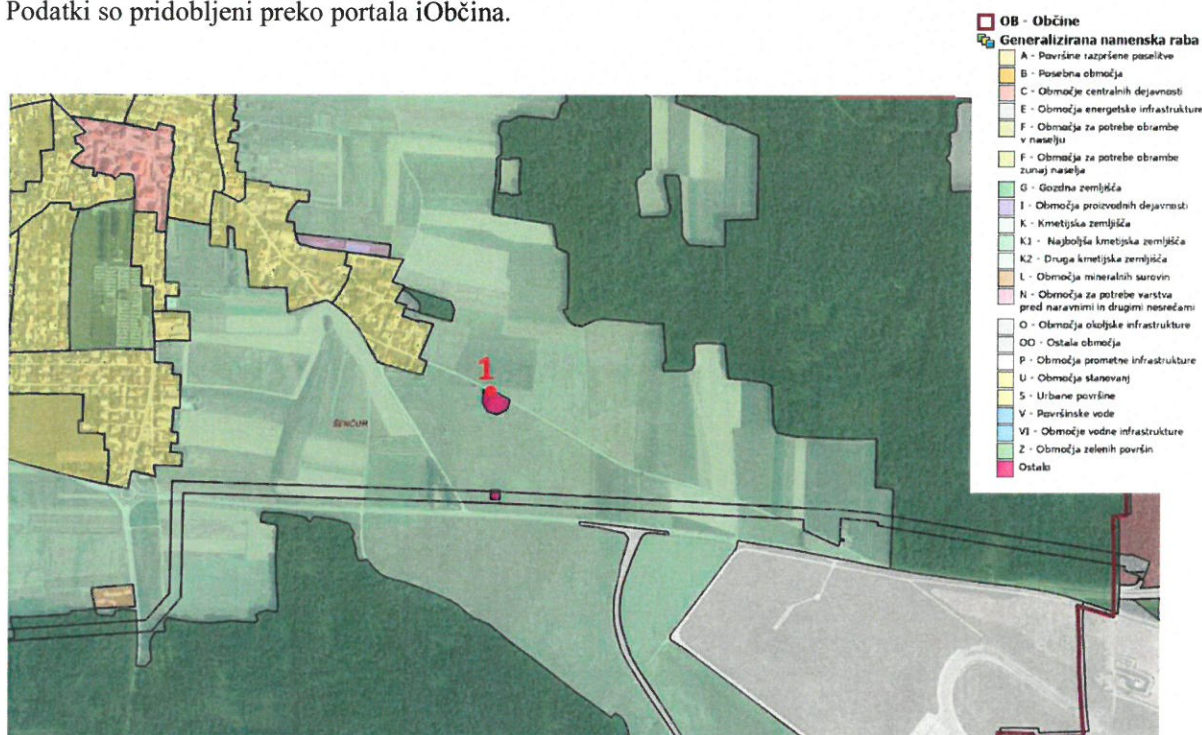 Podatki so pridobljeni preko portala iObčina.
OB - Občine
Generalizirana namenska raba
A - Površine razpršene poselitve
B - Posebna območja
C - Območje centralnih dejavnosti
E - Območja energetske infrastrukture
F - Območja za potrebe obrambe
v naselju
F - Območja za potrebe obrambe
zunaj naselja
G - Gozdna zemljišča
I - Območja proizvodnih dejavnosti
K - Kmetijska zemljišča
K1 - Najboljša kmetijska zemljišča
K2 - Druga kmetijska zemljišča
L - Območja mineralnih surovin
N - Območja za potrebe varstva
pred naravnimi in drugimi nesrečami
O - Območja okoljske infrastrukture
OO - Ostala območja
P - Območja prometne infrastrukture
U - Območja stanovanj
S - Urbane površine
V - Površinske vode
VI - Območje vodne infrastrukture
Z - Območja zelenih površin
Ostalo
1
ŠENČUR